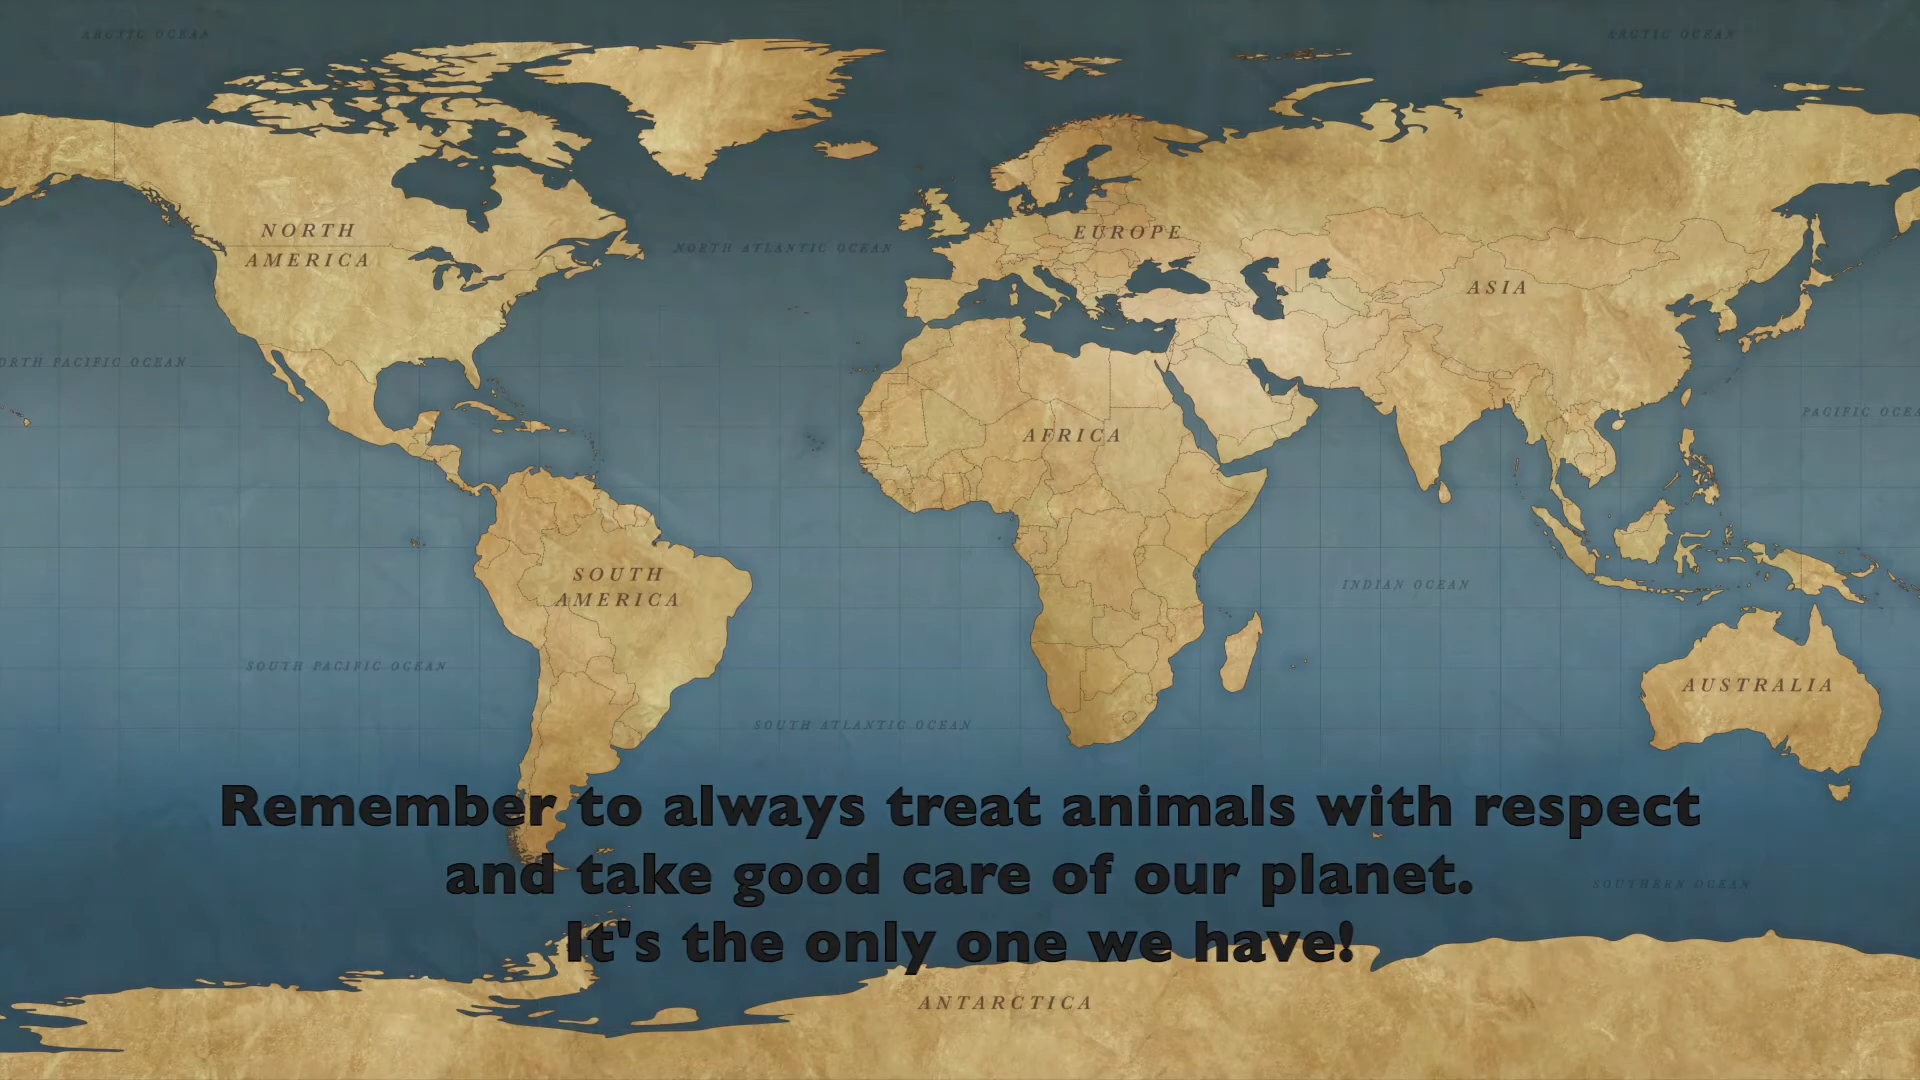 ARCTIC OCEAN
ARCTIC OCEAN
NORTH
AMERICA
NORTH ATLANTIC OCEAN
EUROPE
ASIA
ORTH PACIFIC OCEAN
PACIFIC OCEA
AFRICA
SOUTH
AMERICA
INDIAN OCEAN
SOUTH PACIFIC OCEAN
AUSTRALIA
SOUTH ATLANTIC OCEAN
Remember to always treat animals with respect
and take good care of our planet.
SOUTHERN OCEAN
It's the only one we have!
ANTARCTICA